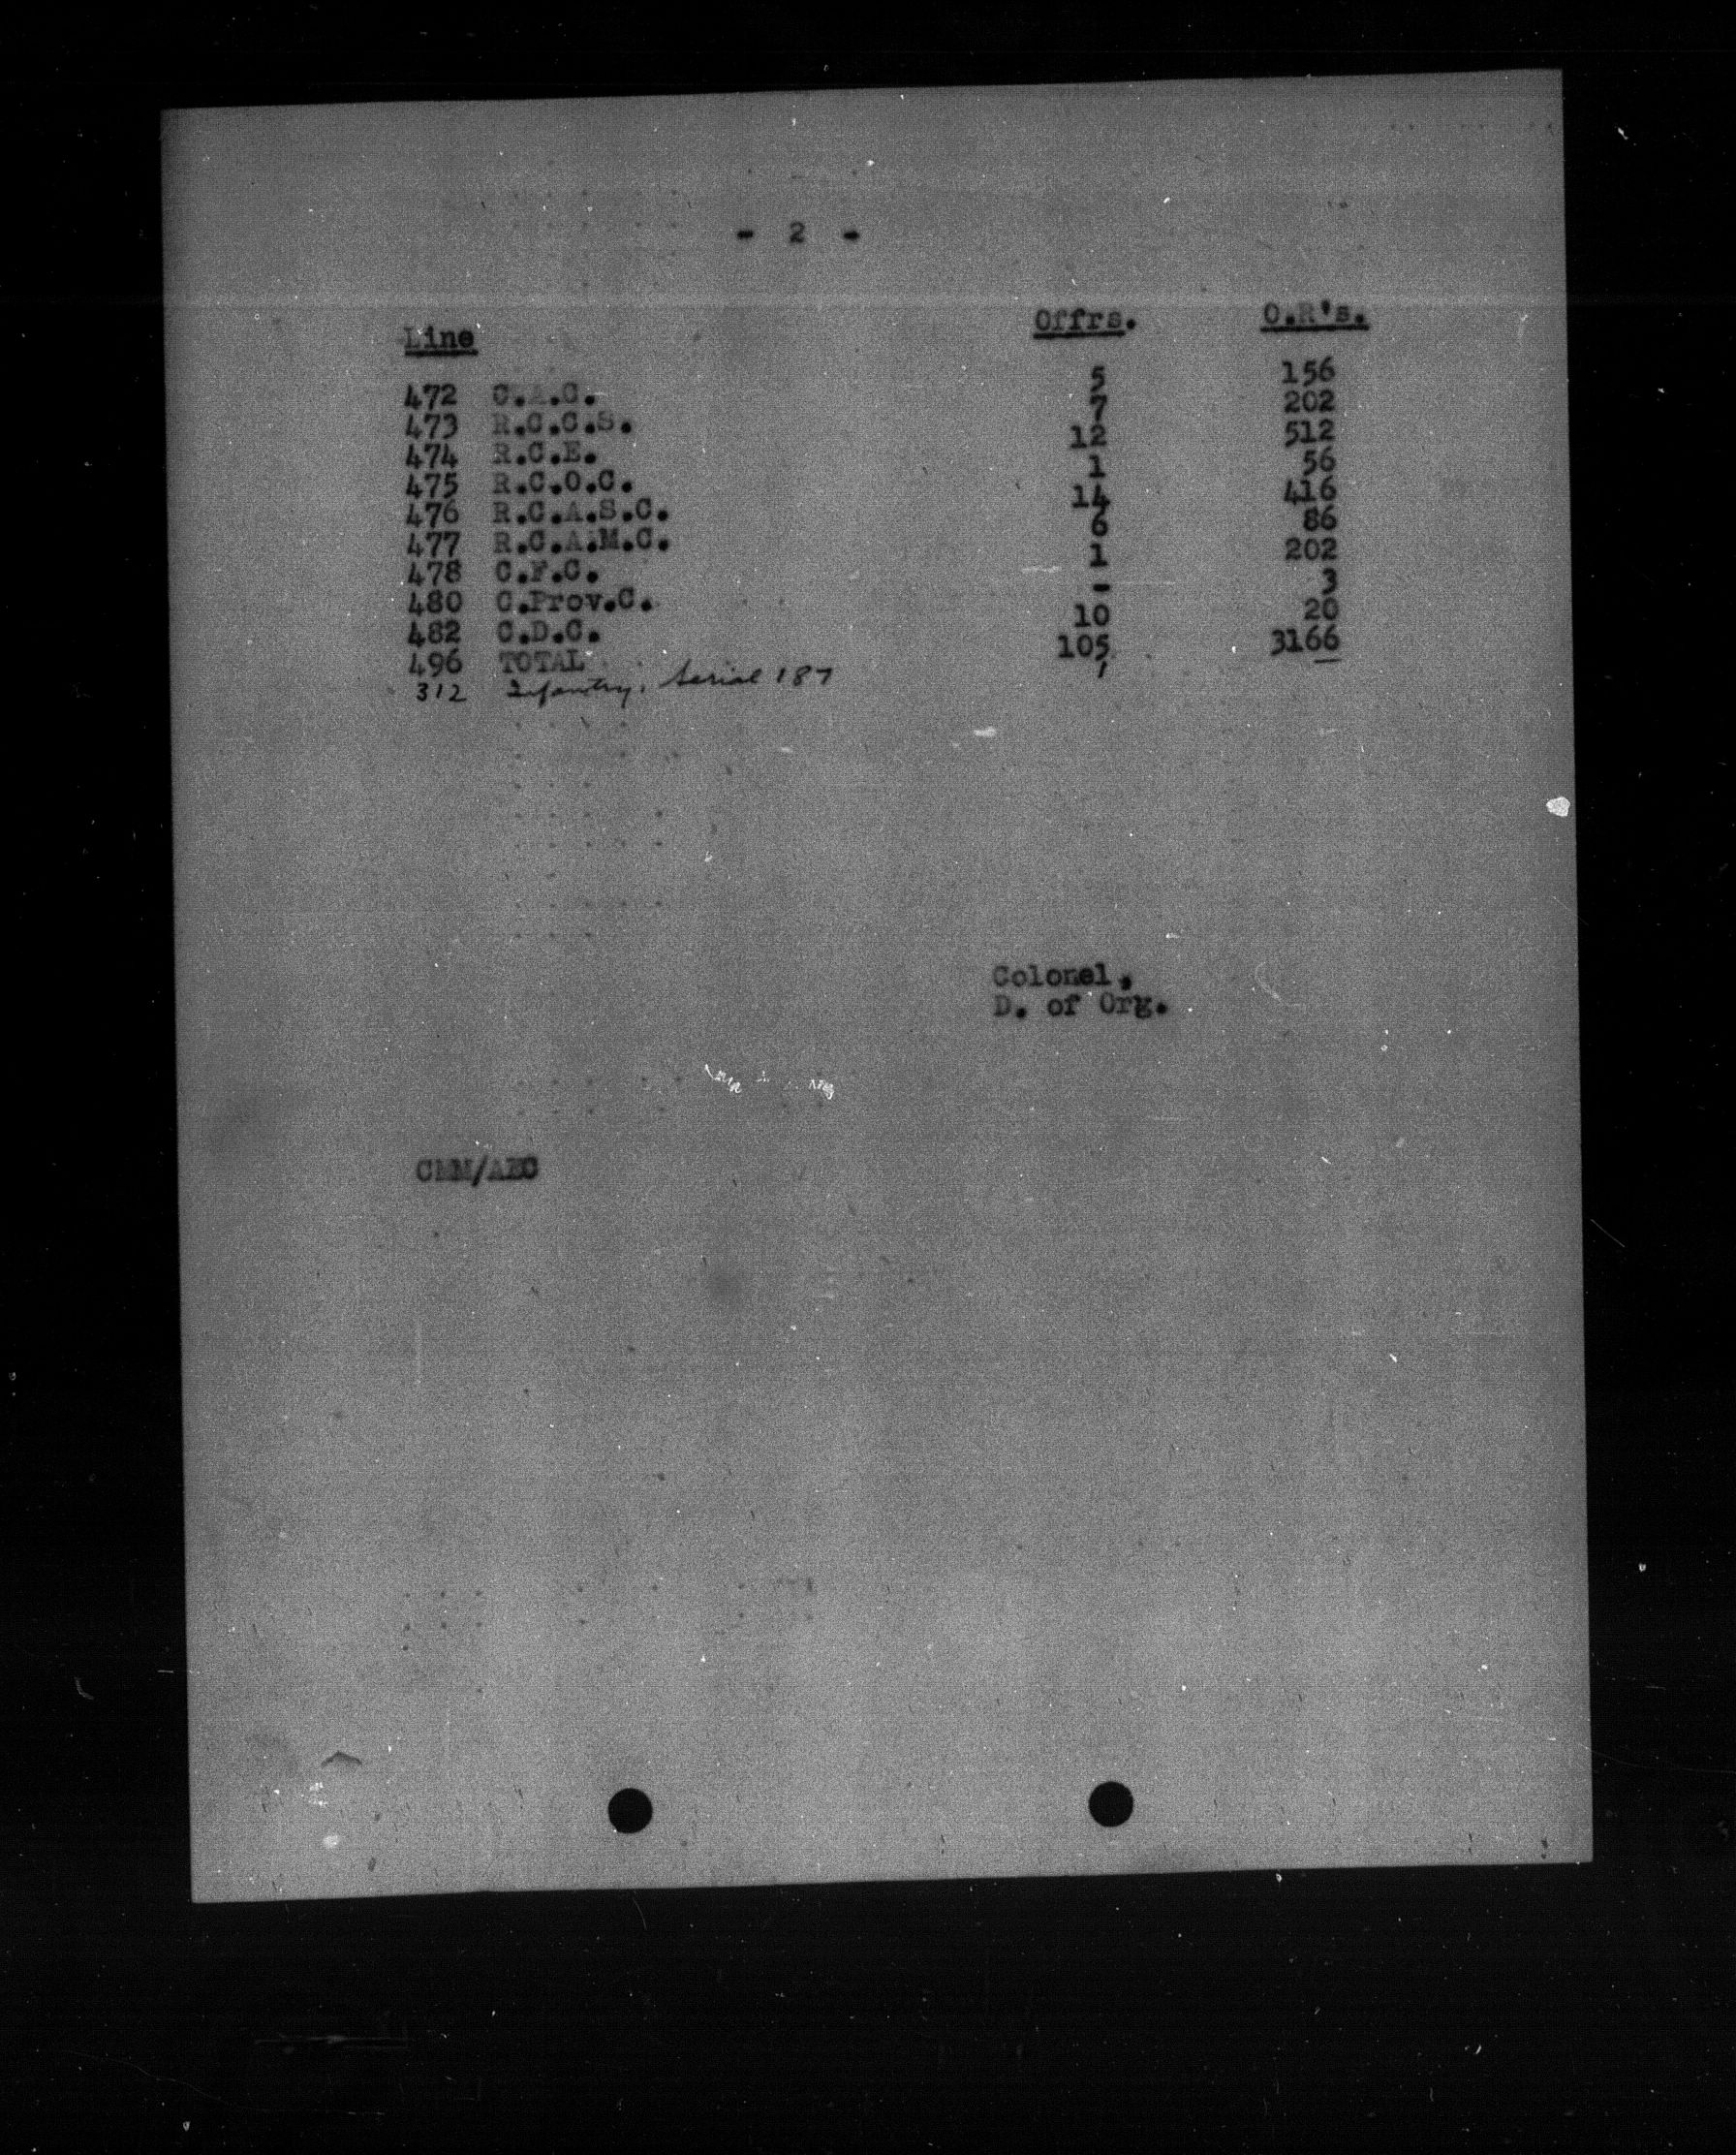 - 2 -
Line Offrs. O.R's.
472 C.A.C. 5 156
473 R.C.C.S. 7 202
474 R.C.E. 12 512
475 R.C.O.C. 1 56
476 R.C.A.S.C. 14 416
477 R.C.A.M.C. 6 86
478 C.F.C. 1 202
480 C.Prov.C. - 3
482 C.D.C. 10 20
496 TOTAL 105 3166
312 Infantry, Serial 187 1 —
Colonel,
D. of Org.